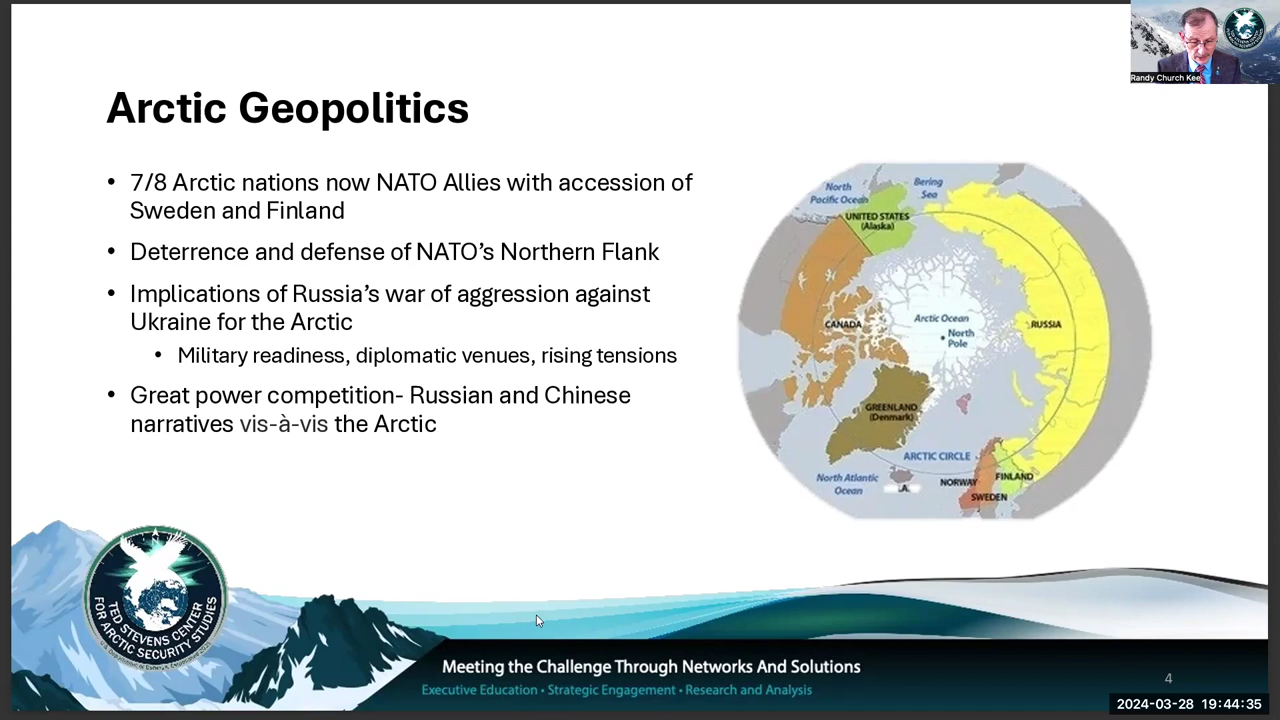 Randy Church Kee
Arctic Geopolitics
• 7/8 Arctic nations now NATO Allies with accession of
Sweden and Finland
• Deterrence and defense of NATO’s Northern Flank
• Implications of Russia’s war of aggression against
Ukraine for the Arctic
• Military readiness, diplomatic venues, rising tensions
• Great power competition- Russian and Chinese
narratives vis-à-vis the Arctic
North
Pacific Ocean
Bering
Sea
UNITED STATES
(Alaska)
Arctic Ocean
North
Pole
CANADA
RUSSIA
GREENLAND
(Denmark)
ARCTIC CIRCLE
North Atlantic
Ocean
NORWAY
FINLAND
SWEDEN
TED STEVENS CENTER
FOR ARCTIC SECURITY STUDIES
Meeting the Challenge Through Networks And Solutions
Executive Education • Strategic Engagement • Research and Analysis
4
2024-03-28 19:44:35